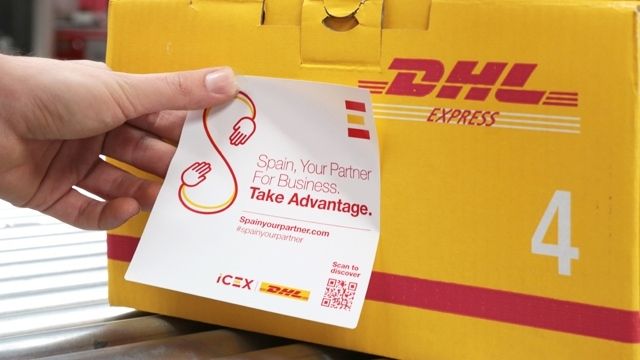 DHL
EXPRESS
4
Spain, Your Partner
For Business.
Take Advantage.
Spainyourpartner.com
#spainyourpartner
Scan to
discover
icex
DHL